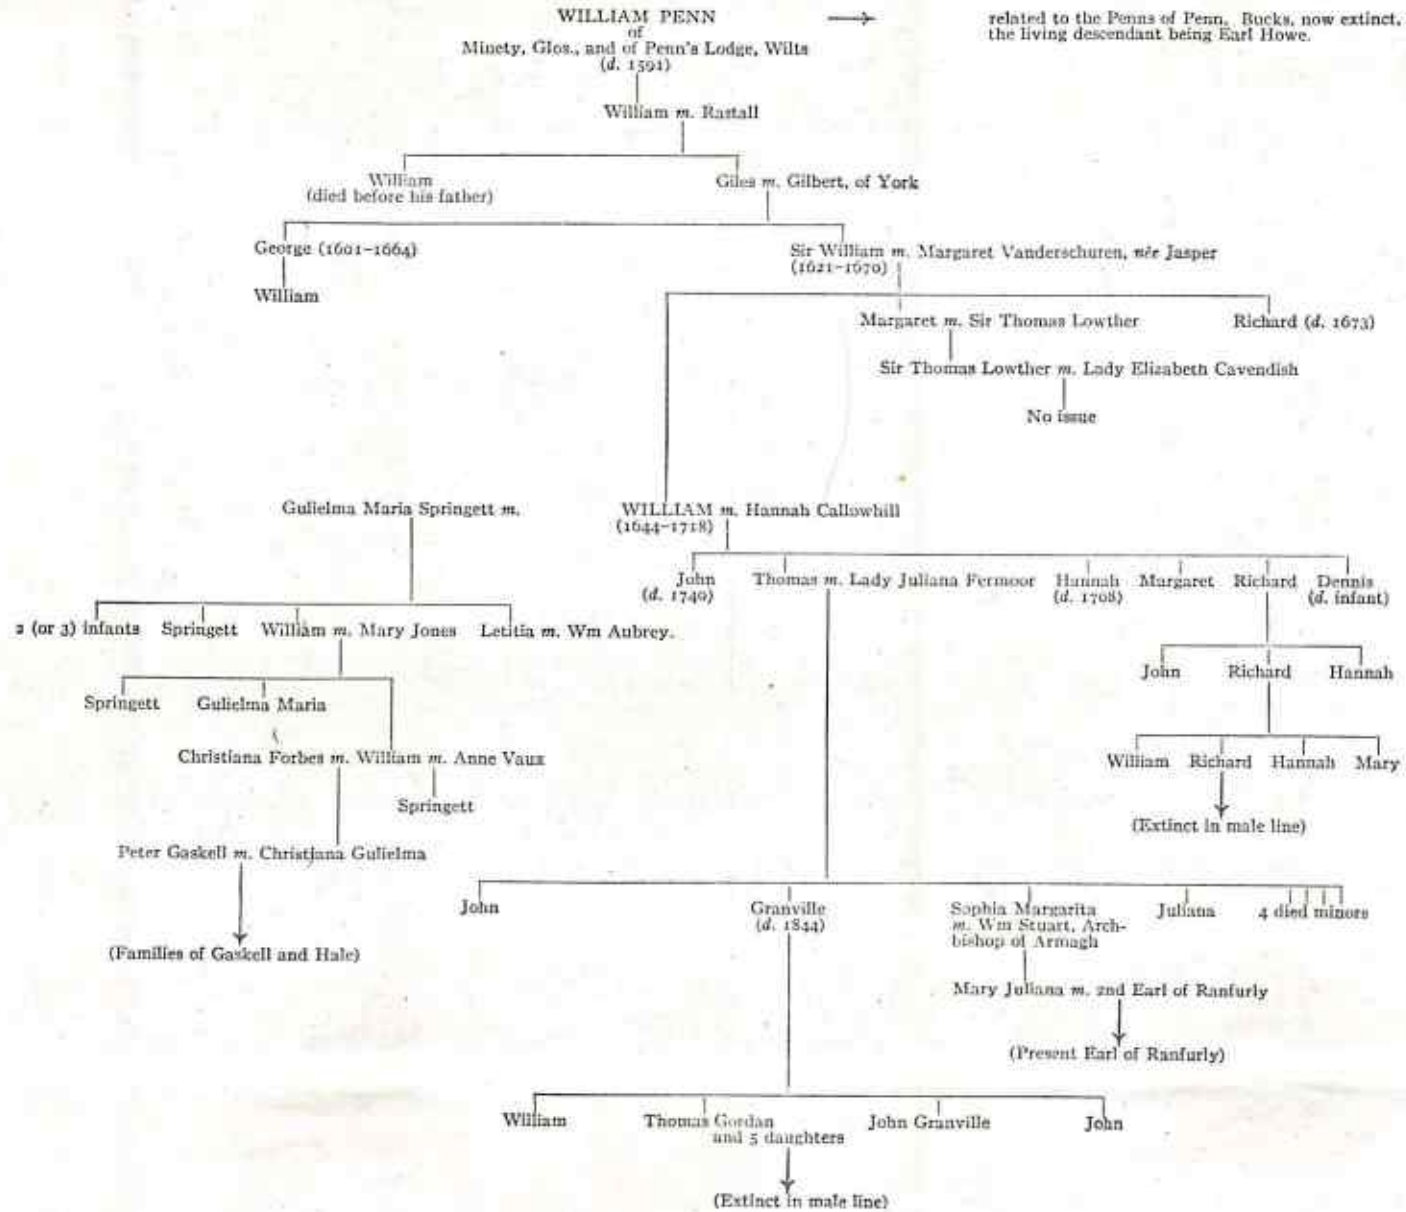 WILLIAM PENN
of
Minety, Glos., and of Penn's Lodge, Wilts
(d. 1591)
related to the Penns of Penn, Bucks, now extinct,
the living descendant being Earl Howe.
William m. Rastall
William
(died before his father)
Giles m. Gilbert, of York
George (1601-1664)
Sir William m. Margaret Vanderschuren, née Jasper
(1621-1670)
William
Margaret m. Sir Thomas Lowther
Richard (d. 1673)
Sir Thomas Lowther m. Lady Elizabeth Cavendish
No issue
Gulielma Maria Springett m.
WILLIAM m. Hannah Callowhill
(1644-1718)
John
(d. 1740)
Thomas m. Lady Juliana Fermoor
Hannah
(d. 1708)
Margaret
Richard
Dennis
(d. infant)
2 (or 3) infants
Springett
William m. Mary Jones
Letitia m. Wm Aubrey.
John
Richard
Hannah
Springett
Gulielma Maria
Christiana Forbes m. William m. Anne Vaux
William
Richard
Hannah
Mary
Springett
(Extinct in male line)
Peter Gaskell m. Christiana Gulielma
John
Granville
(d. 1844)
Sophia Margarita
m. Wm Stuart, Arch-
bishop of Armagh
Juliana
4 died minors
(Families of Gaskell and Hale)
Mary Juliana m. 2nd Earl of Ranfurly
(Present Earl of Ranfurly)
William
Thomas Gordan
and 5 daughters
John Granville
John
(Extinct in male line)